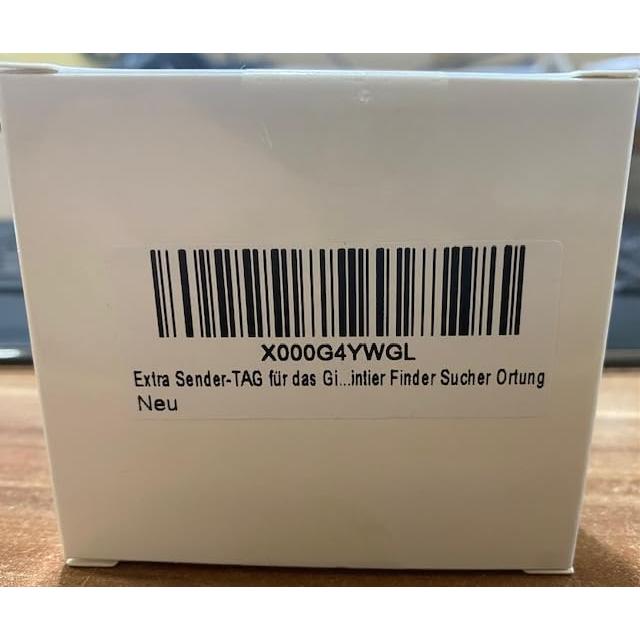 X000G4YWGL
Extra Sender-TAG für das Gi...intier Finder Sucher Ortung
Neu